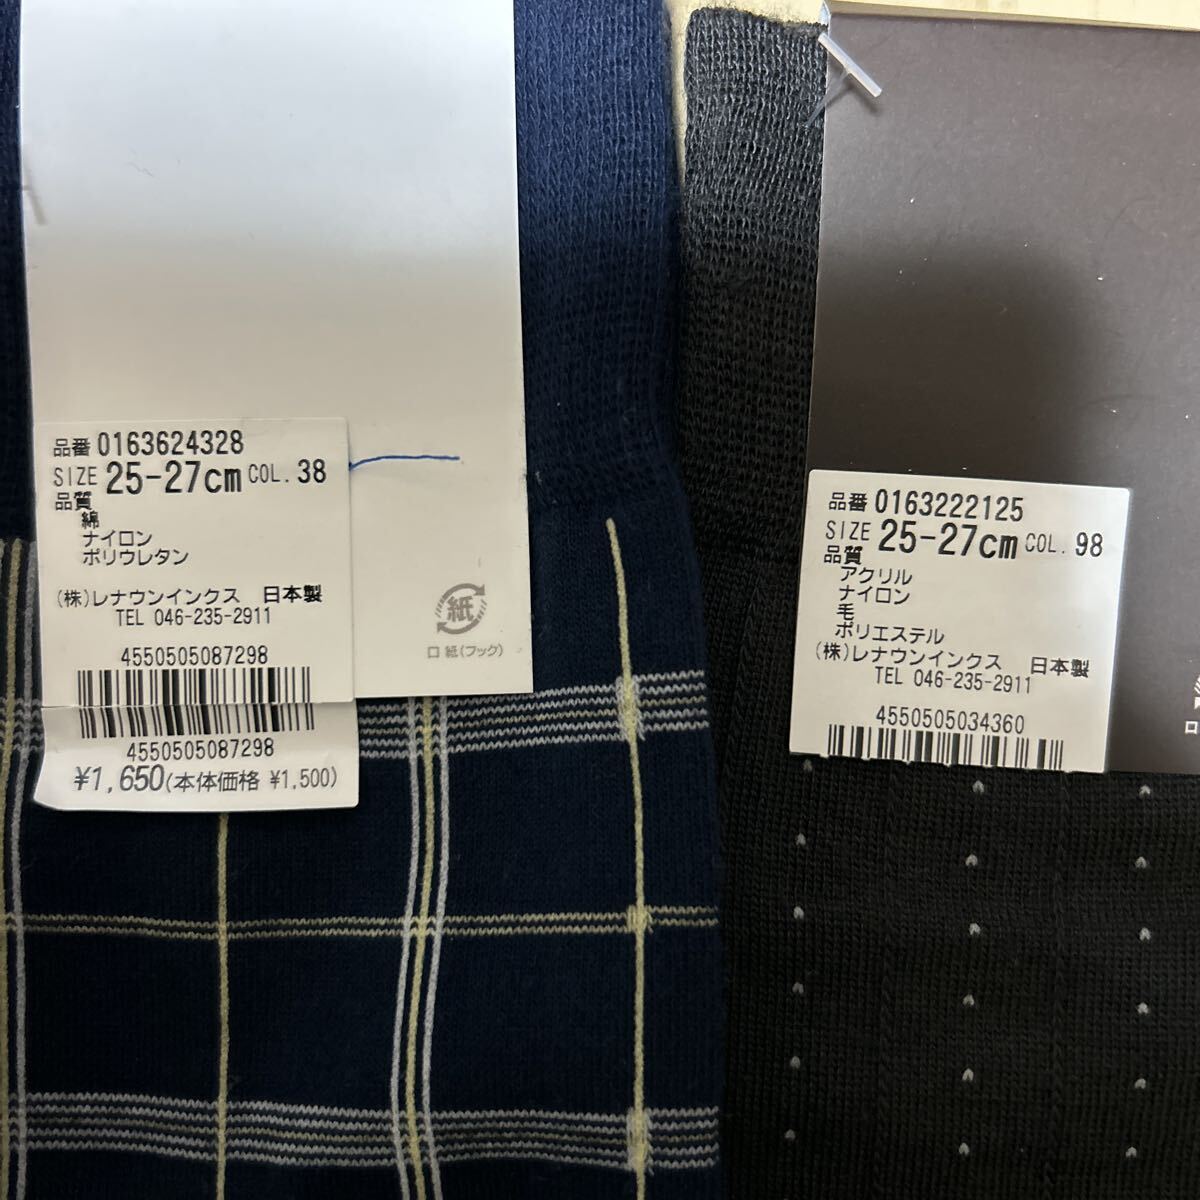 品番 0163624328
SIZE 25-27cm COL. 38
品質
綿
ナイロン
ポリウレタン
(株)レナウンインクス 日本製
TEL 046-235-2911
4550505087298
4550505087298
¥1,650(本体価格 ¥1,500)
紙
口 紙(フック)
品番 0163222125
SIZE 25-27cm COL. 98
品質
アクリル
ナイロン
毛
ポリエステル
(株)レナウンインクス 日本製
TEL 046-235-2911
4550505034360
口